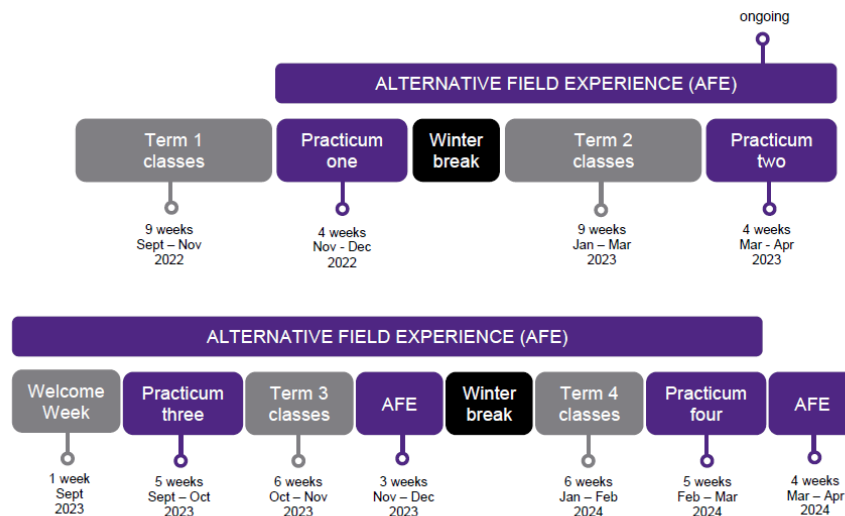 ongoing
ALTERNATIVE FIELD EXPERIENCE (AFE)
Term 1
classes
Practicum
one
Winter
break
Term 2
classes
Practicum
two
9 weeks
Sept – Nov
2022
4 weeks
Nov - Dec
2022
9 weeks
Jan – Mar
2023
4 weeks
Mar - Apr
2023
ALTERNATIVE FIELD EXPERIENCE (AFE)
Welcome
Week
Practicum
three
Term 3
classes
AFE
Winter
break
Term 4
classes
Practicum
four
AFE
1 week
Sept
2023
5 weeks
Sept – Oct
2023
6 weeks
Oct – Nov
2023
3 weeks
Nov – Dec
2023
6 weeks
Jan – Feb
2024
5 weeks
Feb – Mar
2024
4 weeks
Mar – Apr
2024